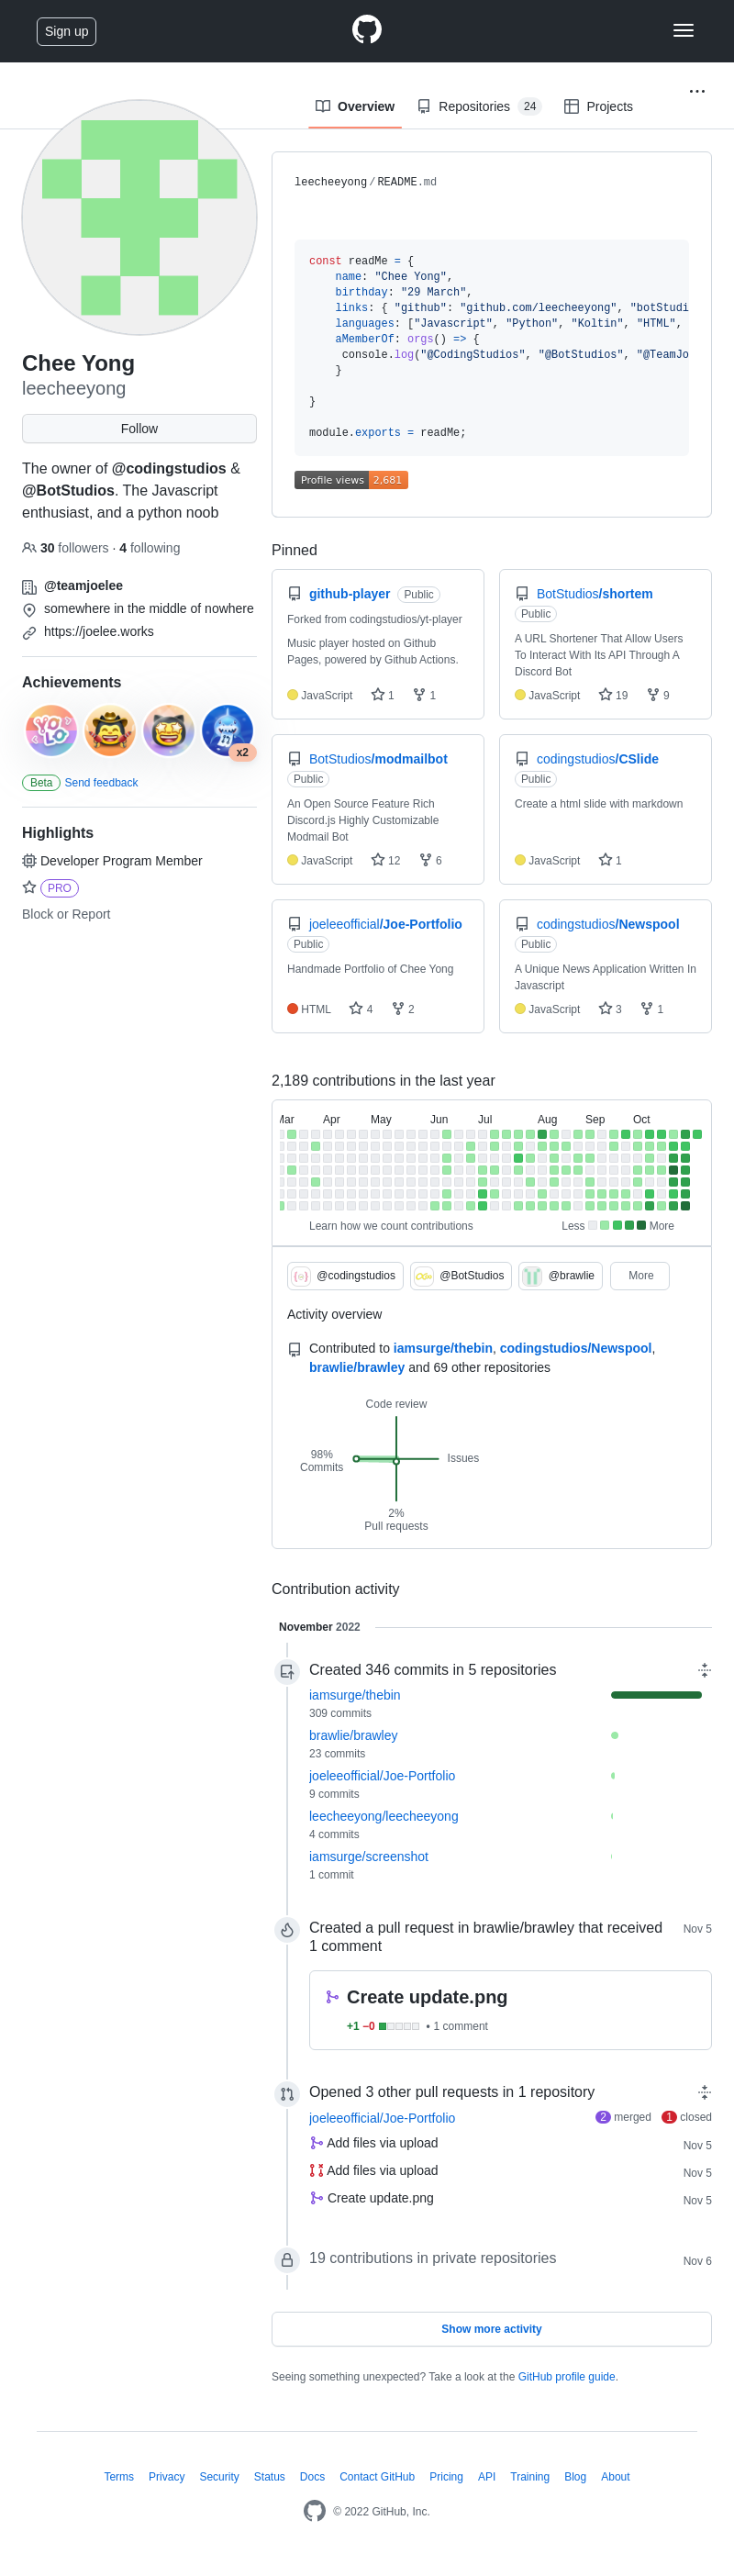 Sign up
Overview
Repositories 24
Projects
Chee Yong
leecheeyong
Follow
The owner of @codingstudios &
@BotStudios. The Javascript
enthusiast, and a python noob
30 followers · 4 following
@teamjoelee
somewhere in the middle of nowhere
https://joelee.works
Achievements
YOLO
x2
Beta Send feedback
Highlights
Developer Program Member
PRO
Block or Report
leecheeyong/README.md
const readMe = {
name: "Chee Yong",
birthday: "29 March",
links: { "github": "github.com/leecheeyong", "botStudi
languages: ["Javascript", "Python", "Koltin", "HTML",
aMemberOf: orgs() => {
console.log("@CodingStudios", "@BotStudios", "@TeamJo
}
}
module.exports = readMe;
Profile views 2,681
Pinned
github-player Public
Forked from codingstudios/yt-player
Music player hosted on Github
Pages, powered by Github Actions.
JavaScript 1 1
BotStudios/shortem
Public
A URL Shortener That Allow Users
To Interact With Its API Through A
Discord Bot
JavaScript 19 9
BotStudios/modmailbot
Public
An Open Source Feature Rich
Discord.js Highly Customizable
Modmail Bot
JavaScript 12 6
codingstudios/CSlide
Public
Create a html slide with markdown
JavaScript 1
joeleeofficial/Joe-Portfolio
Public
Handmade Portfolio of Chee Yong
HTML 4 2
codingstudios/Newspool
Public
A Unique News Application Written In
Javascript
JavaScript 3 1
2,189 contributions in the last year
Mar Apr May Jun Jul Aug Sep Oct
Learn how we count contributions
Less More
@codingstudios
@BotStudios
@brawlie
More
Activity overview
Contributed to iamsurge/thebin, codingstudios/Newspool,
brawlie/brawley and 69 other repositories
Code review
98%
Commits
Issues
2%
Pull requests
Contribution activity
November 2022
Created 346 commits in 5 repositories
iamsurge/thebin
309 commits
brawlie/brawley
23 commits
joeleeofficial/Joe-Portfolio
9 commits
leecheeyong/leecheeyong
4 commits
iamsurge/screenshot
1 commit
Created a pull request in brawlie/brawley that received
1 comment
Nov 5
Create update.png
+1 −0 • 1 comment
Opened 3 other pull requests in 1 repository
joeleeofficial/Joe-Portfolio 2 merged 1 closed
Add files via upload Nov 5
Add files via upload Nov 5
Create update.png Nov 5
19 contributions in private repositories Nov 6
Show more activity
Seeing something unexpected? Take a look at the GitHub profile guide.
Terms Privacy Security Status Docs Contact GitHub Pricing API Training Blog About
© 2022 GitHub, Inc.